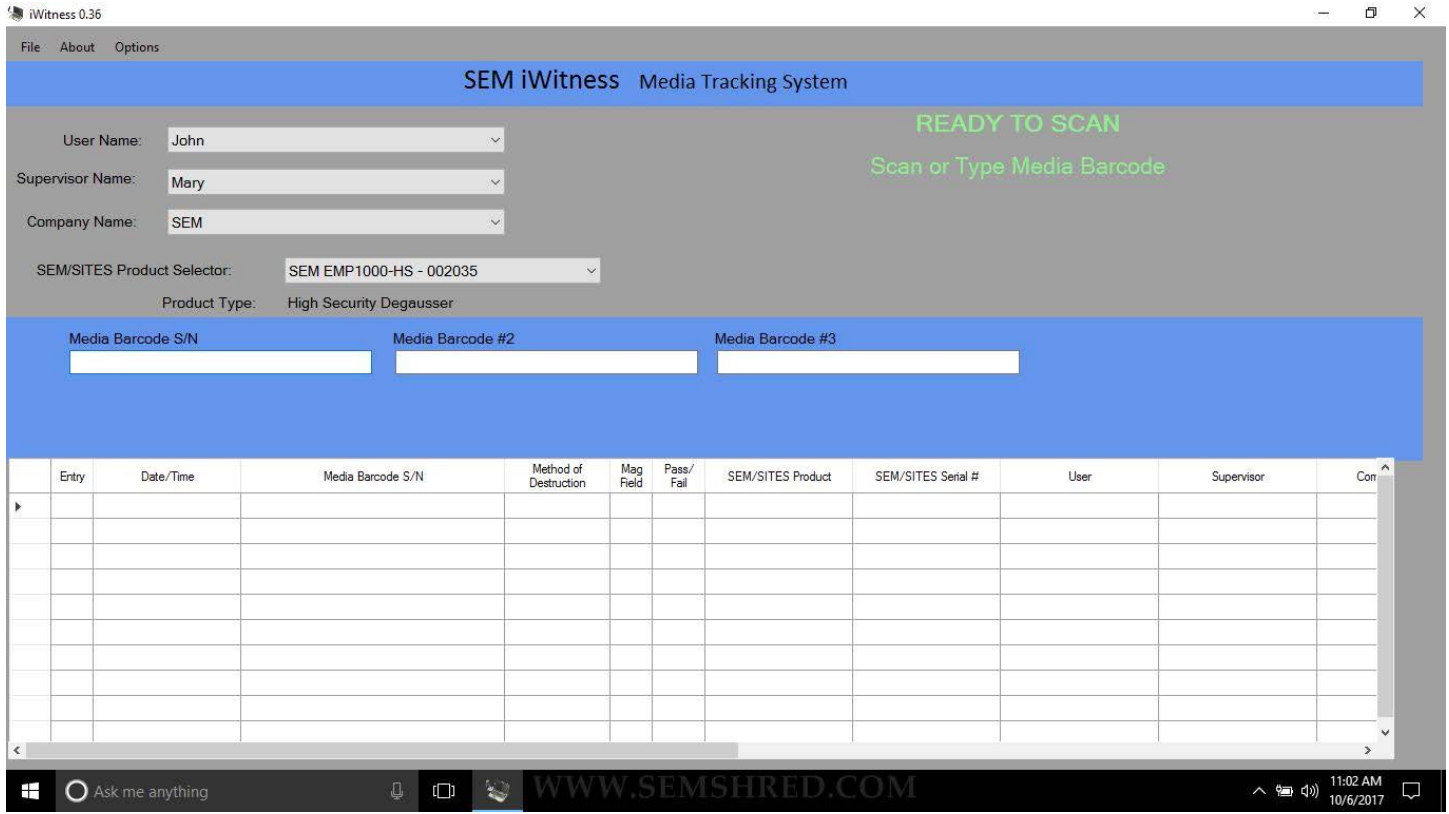 iWitness 0.36
File About Options
SEM iWitness Media Tracking System
READY TO SCAN
Scan or Type Media Barcode
User Name: John
Supervisor Name: Mary
Company Name: SEM
SEM/SITES Product Selector: SEM EMP1000-HS - 002035
Product Type: High Security Degausser
Media Barcode S/N Media Barcode #2 Media Barcode #3
Entry Date/Time Media Barcode S/N Method of Destruction Mag Field Pass/ Fail SEM/SITES Product SEM/SITES Serial # User Supervisor Com
Ask me anything
WWW.SEMSHRED.COM
11:02 AM
10/6/2017